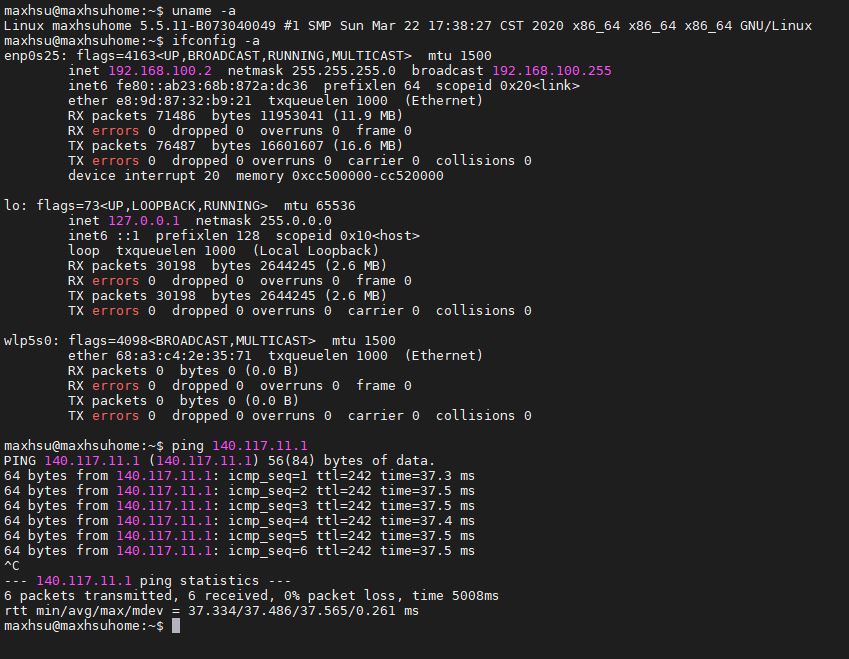 maxhsu@maxhsuhome:~$ uname -a
Linux maxhsuhome 5.5.11-B073040049 #1 SMP Sun Mar 22 17:38:27 CST 2020 x86_64 x86_64 x86_64 GNU/Linux
maxhsu@maxhsuhome:~$ ifconfig -a
enp0s25: flags=4163<UP,BROADCAST,RUNNING,MULTICAST>  mtu 1500
        inet 192.168.100.2  netmask 255.255.255.0  broadcast 192.168.100.255
        inet6 fe80::ab23:68b:872a:dc36  prefixlen 64  scopeid 0x20<link>
        ether e8:9d:87:32:b9:21  txqueuelen 1000  (Ethernet)
        RX packets 71486  bytes 11953041 (11.9 MB)
        RX errors 0  dropped 0  overruns 0  frame 0
        TX packets 76487  bytes 16601607 (16.6 MB)
        TX errors 0  dropped 0 overruns 0  carrier 0  collisions 0
        device interrupt 20  memory 0xcc500000-cc520000

lo: flags=73<UP,LOOPBACK,RUNNING>  mtu 65536
        inet 127.0.0.1  netmask 255.0.0.0
        inet6 ::1  prefixlen 128  scopeid 0x10<host>
        loop  txqueuelen 1000  (Local Loopback)
        RX packets 30198  bytes 2644245 (2.6 MB)
        RX errors 0  dropped 0  overruns 0  frame 0
        TX packets 30198  bytes 2644245 (2.6 MB)
        TX errors 0  dropped 0 overruns 0  carrier 0  collisions 0

wlp5s0: flags=4098<BROADCAST,MULTICAST>  mtu 1500
        ether 68:a3:c4:2e:35:71  txqueuelen 1000  (Ethernet)
        RX packets 0  bytes 0 (0.0 B)
        RX errors 0  dropped 0  overruns 0  frame 0
        TX packets 0  bytes 0 (0.0 B)
        TX errors 0  dropped 0 overruns 0  carrier 0  collisions 0

maxhsu@maxhsuhome:~$ ping 140.117.11.1
PING 140.117.11.1 (140.117.11.1) 56(84) bytes of data.
64 bytes from 140.117.11.1: icmp_seq=1 ttl=242 time=37.3 ms
64 bytes from 140.117.11.1: icmp_seq=2 ttl=242 time=37.5 ms
64 bytes from 140.117.11.1: icmp_seq=3 ttl=242 time=37.5 ms
64 bytes from 140.117.11.1: icmp_seq=4 ttl=242 time=37.4 ms
64 bytes from 140.117.11.1: icmp_seq=5 ttl=242 time=37.5 ms
64 bytes from 140.117.11.1: icmp_seq=6 ttl=242 time=37.5 ms
^C
--- 140.117.11.1 ping statistics ---
6 packets transmitted, 6 received, 0% packet loss, time 5008ms
rtt min/avg/max/mdev = 37.334/37.486/37.565/0.261 ms
maxhsu@maxhsuhome:~$